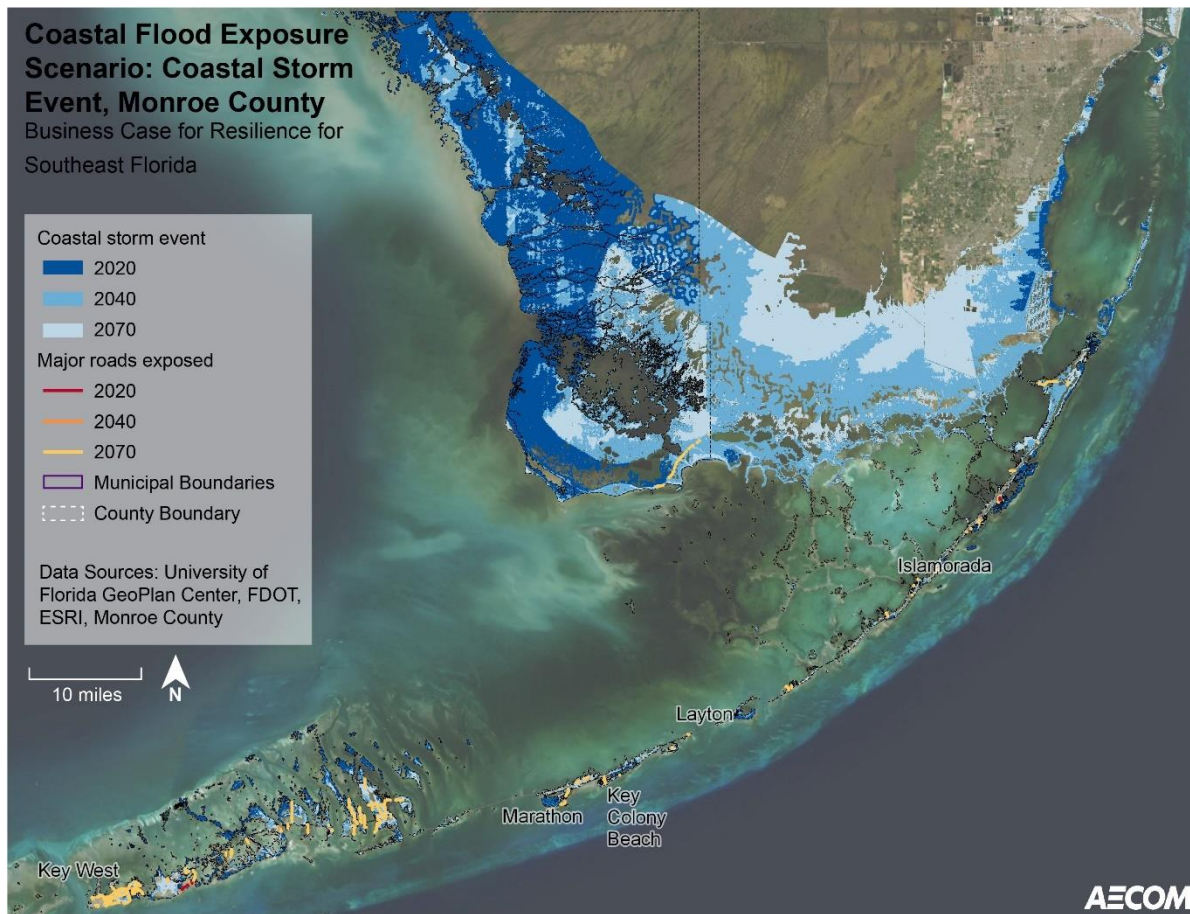 Coastal Flood Exposure
Scenario: Coastal Storm
Event, Monroe County
Business Case for Resilience for
Southeast Florida
Coastal storm event
2020
2040
2070
Major roads exposed
2020
2040
2070
Municipal Boundaries
County Boundary
Data Sources: University of
Florida GeoPlan Center, FDOT,
ESRI, Monroe County
10 miles
N
Islamorada
Layton
Marathon
Key
Colony
Beach
Key West
AECOM